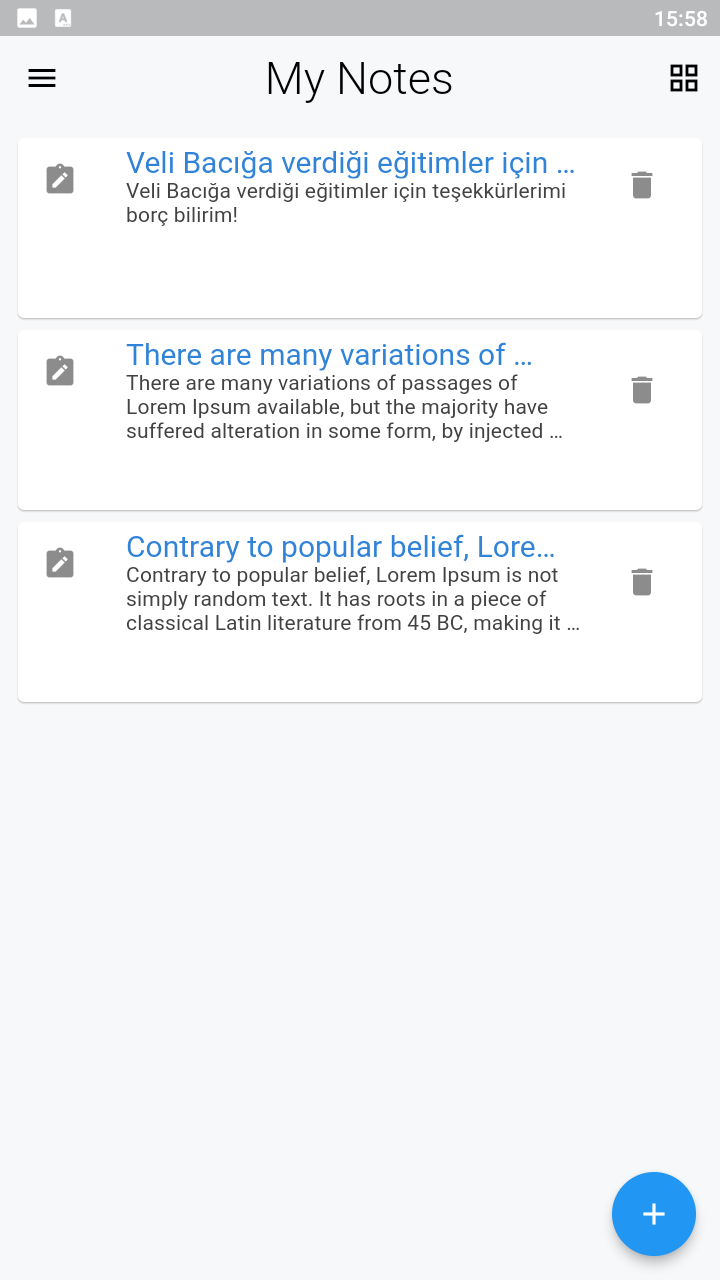 15:58
My Notes
Veli Bacığa verdiği eğitimler için ...
Veli Bacığa verdiği eğitimler için teşekkürlerimi
borç bilirim!
There are many variations of ...
There are many variations of passages of
Lorem Ipsum available, but the majority have
suffered alteration in some form, by injected ...
Contrary to popular belief, Lore...
Contrary to popular belief, Lorem Ipsum is not
simply random text. It has roots in a piece of
classical Latin literature from 45 BC, making it ...